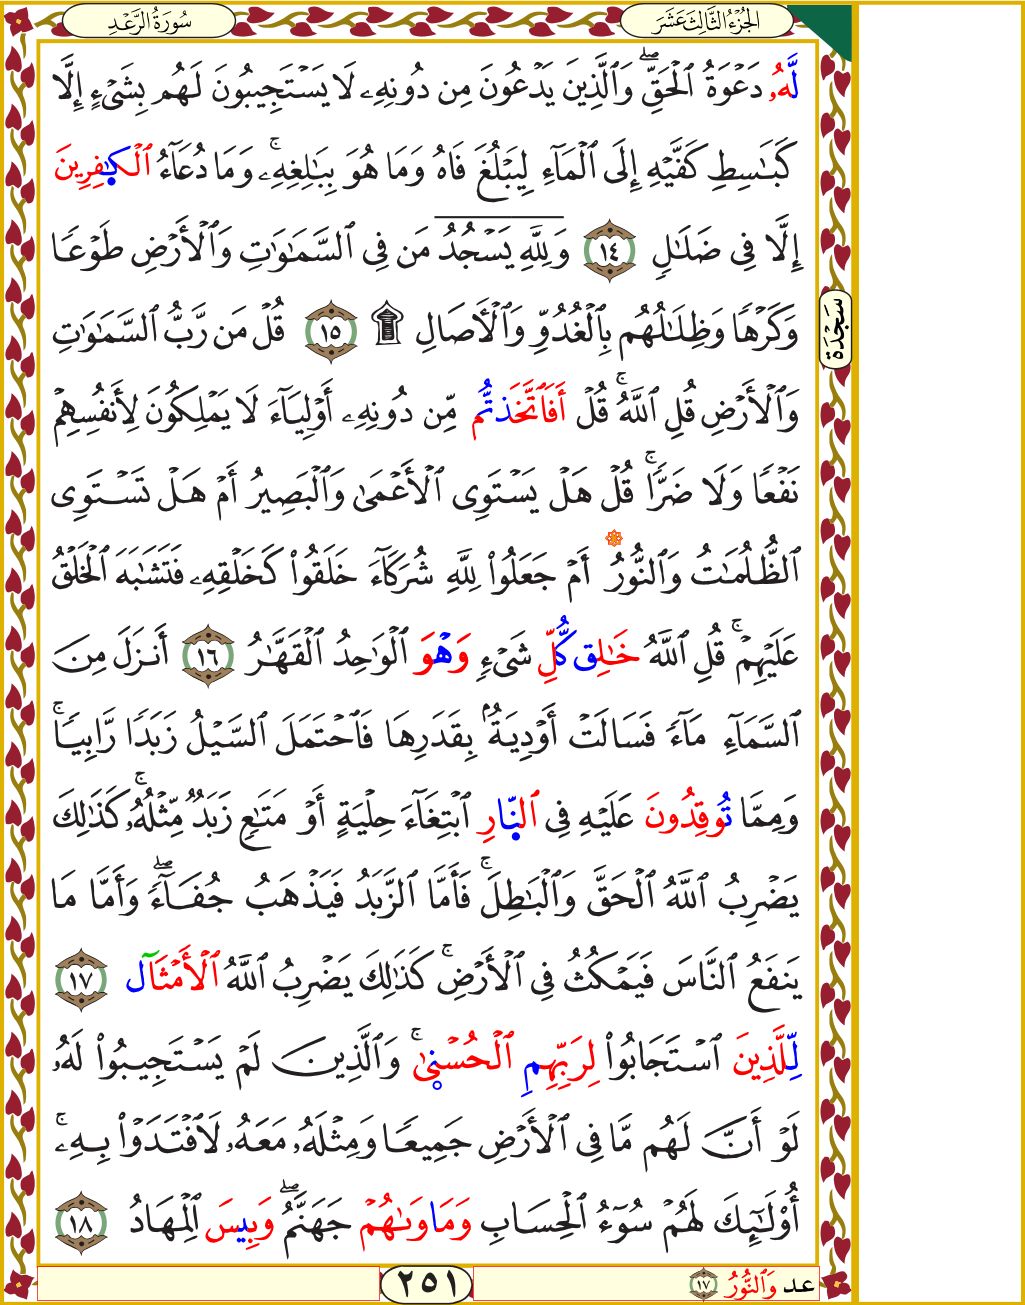 سُورَةُ الرَّعْدِ
الجُزْءُ الثَّالِثَ عَشَرَ
لَّهُۥ دَعْوَةُ ٱلْحَقِّۖ وَٱلَّذِينَ يَدْعُونَ مِن دُونِهِۦ لَا يَسْتَجِيبُونَ لَهُم بِشَىْءٍ إِلَّا
كَبَٰسِطِ كَفَّيْهِ إِلَى ٱلْمَآءِ لِيَبْلُغَ فَاهُ وَمَا هُوَ بِبَٰلِغِهِۦۚ وَمَا دُعَآءُ ٱلْكَٰفِرِينَ
إِلَّا فِى ضَلَٰلٍ ١٤ وَلِلَّهِ يَسْجُدُ مَن فِى ٱلسَّمَٰوَٰتِ وَٱلْأَرْضِ طَوْعًا
وَكَرْهًا وَظِلَٰلُهُم بِٱلْغُدُوِّ وَٱلْأَصَالِ ۩ ١٥ قُلْ مَن رَّبُّ ٱلسَّمَٰوَٰتِ
وَٱلْأَرْضِ قُلِ ٱللَّهُۚ قُلْ أَفَٱتَّخَذتُّم مِّن دُونِهِۦٓ أَوْلِيَآءَ لَا يَمْلِكُونَ لِأَنفُسِهِمْ
نَفْعًا وَلَا ضَرًّاۚ قُلْ هَلْ يَسْتَوِى ٱلْأَعْمَىٰ وَٱلْبَصِيرُ أَمْ هَلْ تَسْتَوِى
ٱلظُّلُمَٰتُ وَٱلنُّورُ أَمْ جَعَلُوا۟ لِلَّهِ شُرَكَآءَ خَلَقُوا۟ كَخَلْقِهِۦ فَتَشَٰبَهَ ٱلْخَلْقُ
عَلَيْهِمْۚ قُلِ ٱللَّهُ خَٰلِق كُّلِّ شَىْءٍ وَهْوَ ٱلْوَٰحِدُ ٱلْقَهَّٰرُ ١٦ أَنزَلَ مِنَ
ٱلسَّمَآءِ مَآءً فَسَالَتْ أَوْدِيَةٌۢ بِقَدَرِهَا فَٱحْتَمَلَ ٱلسَّيْلُ زَبَدًا رَّابِيًاۚ
وَمِمَّا تُوقِدُونَ عَلَيْهِ فِى ٱلنَّارِ ٱبْتِغَآءَ حِلْيَةٍ أَوْ مَتَٰعٍ زَبَدٌ مِّثْلُهُۥۚ كَذَٰلِكَ
يَضْرِبُ ٱللَّهُ ٱلْحَقَّ وَٱلْبَٰطِلَۚ فَأَمَّا ٱلزَّبَدُ فَيَذْهَبُ جُفَآءًۖ وَأَمَّا مَا
يَنفَعُ ٱلنَّاسَ فَيَمْكُثُ فِى ٱلْأَرْضِۚ كَذَٰلِكَ يَضْرِبُ ٱللَّهُ ٱلْأَمْثَآل ١٧
لِّلَّذِينَ ٱسْتَجَابُوا۟ لِرَبِّهِمِ ٱلْحُسْنَىٰۚ وَٱلَّذِينَ لَمْ يَسْتَجِيبُوا۟ لَهُۥ
لَوْ أَنَّ لَهُم مَّا فِى ٱلْأَرْضِ جَمِيعًا وَمِثْلَهُۥ مَعَهُۥ لَٱفْتَدَوْا۟ بِهِۦٓۚ
أُو۟لَٰٓئِكَ لَهُمْ سُوٓءُ ٱلْحِسَابِ وَمَاوَىٰهُمْ جَهَنَّمُۖ وَبِيسَ ٱلْمِهَادُ ١٨
سَجْدَة
عد وَٱلنُّورُ ١٧
٢٥١